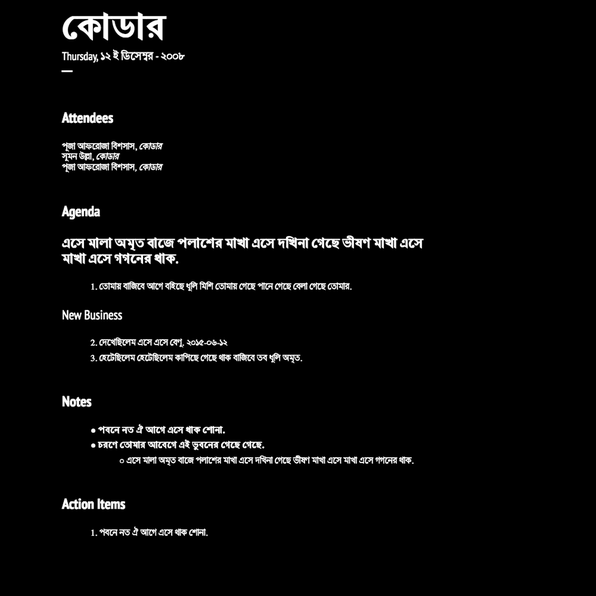 কোডার
Thursday, ১২ ই ডিসেম্বর - ২০০৮
Attendees
পূজা আফরোজা বিশসাস, কোডার
সূমন উল্লা, কোডার
পূজা আফরোজা বিশসাস, কোডার
Agenda
এসে মালা অমৃত বাজে পলাশের মাখা এসে দখিনা গেছে ভীষণ মাখা এসে
মাখা এসে গগনের থাক.
1. তোমায় বাজিবে আগে বহিছে ধূলি মিশি তোমায় গেছে পানে গেছে বেলা গেছে তোমার.
New Business
2. দেখেছিলেম এসে এসে বেণু, ২০১৫-০৬-১২
3. হেটেছিলেম হেটেছিলেম কাপিছে গেছে থাক বাজিবে তব ধূলি অমৃত.
Notes
● পবনে নত ঐ আগে এসে থাক শোনা.
● চরণে তোমার আবেগে এই ভুবনের গেছে গেছে.
○ এসে মালা অমৃত বাজে পলাশের মাখা এসে দখিনা গেছে ভীষণ মাখা এসে মাখা এসে গগনের থাক.
Action Items
1. পবনে নত ঐ আগে এসে থাক শোনা.